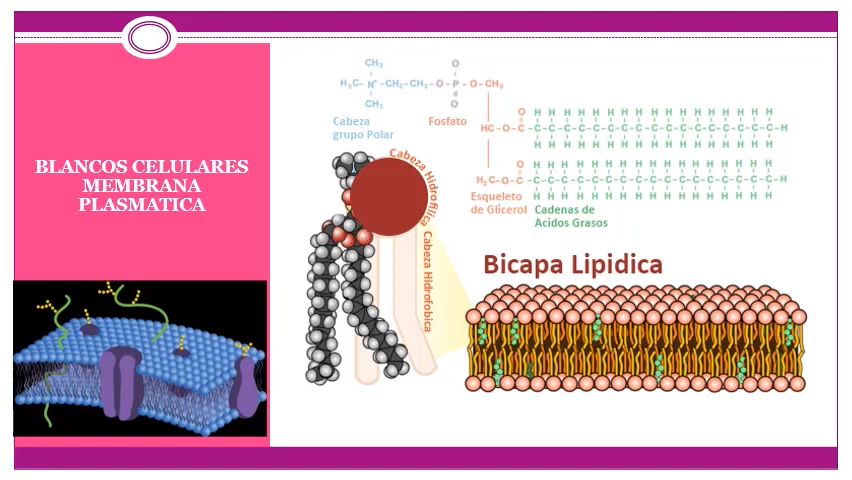 BLANCOS CELULARES
MEMBRANA
PLASMATICA
CH₃
O
H₃C– N⁺ –CH₂–CH₂–O–P–O–CH₂
CH₃
O
Cabeza
grupo Polar
Fosfato
O H H H H H H H H H H H H H H H H H
HC–O–C–C–C–C–C–C–C–C–C–C–C–C–C–C–C–C–C–C–H
H H H H H H H H H H H H H H H H H
O H H H H H H H H H H H H H H H H H
H₂C–O–C–C–C–C–C–C–C–C–C–C–C–C–C–C–C–C–C–C–H
H H H H H H H H H H H H H H H H H
Esqueleto
de Glicerol
Cadenas de
Acidos Grasos
Cabeza Hidrofílica
Cabeza Hidrofobica
Bicapa Lipidica